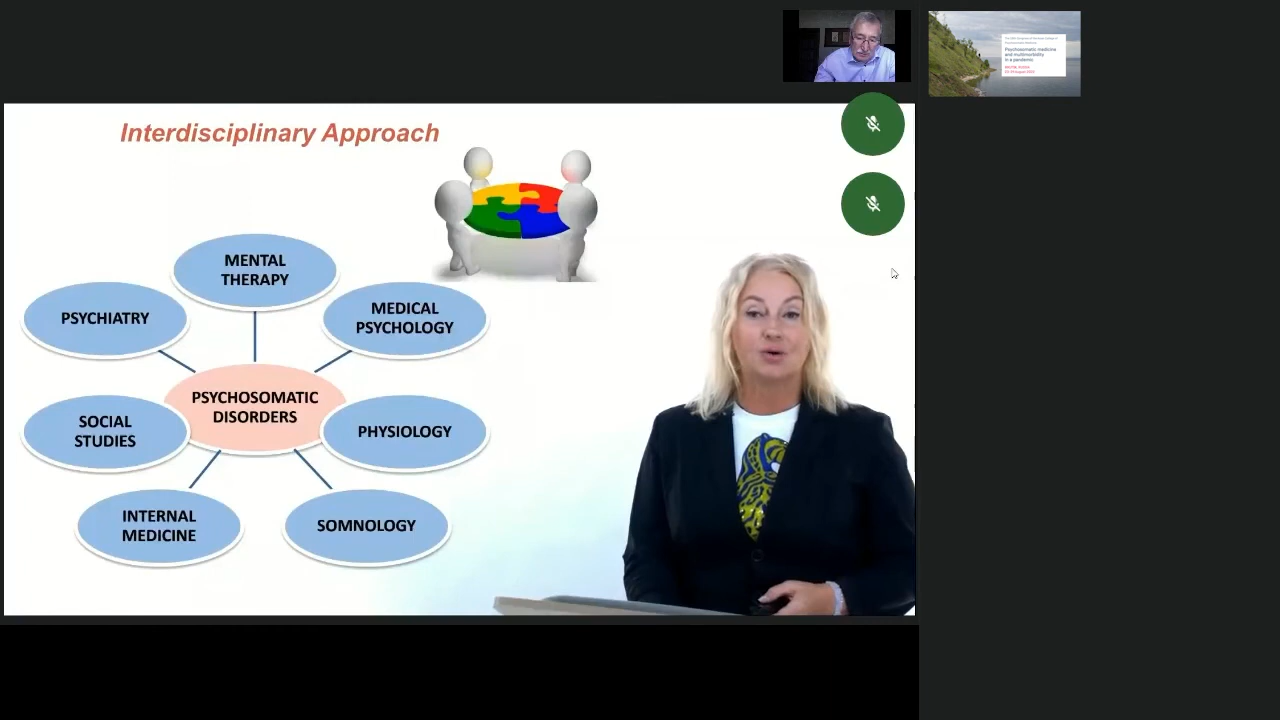 Interdisciplinary Approach
MENTAL
THERAPY
PSYCHIATRY
MEDICAL
PSYCHOLOGY
PSYCHOSOMATIC
DISORDERS
SOCIAL
STUDIES
PHYSIOLOGY
INTERNAL
MEDICINE
SOMNOLOGY
Psychosomatic medicine
and multimorbidity
in a pandemic